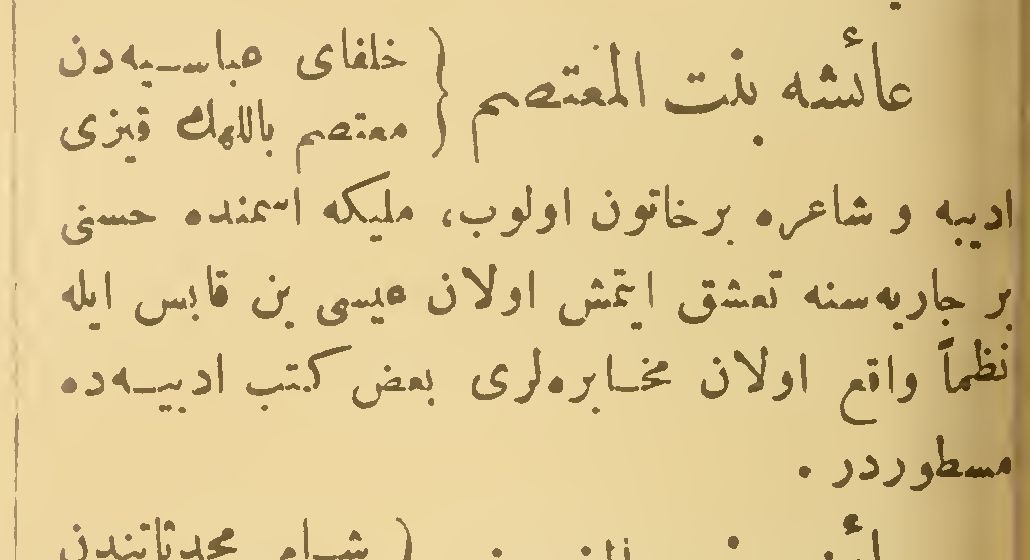 عائشه بنت المعتصم { خلفای عباسیه‌دن
معتصم باللهك قیزی
ادیبه و شاعره برخاتون اولوب، ملیکه اسمنده حسنی
بر جاریه‌سنه تعشق ایتمش اولان عیسی بن قابس ایله
نظماً واقع اولان مخابره‌لری بعض کتب ادبیه‌ده
مسطوردر .
شام محدثاتندن